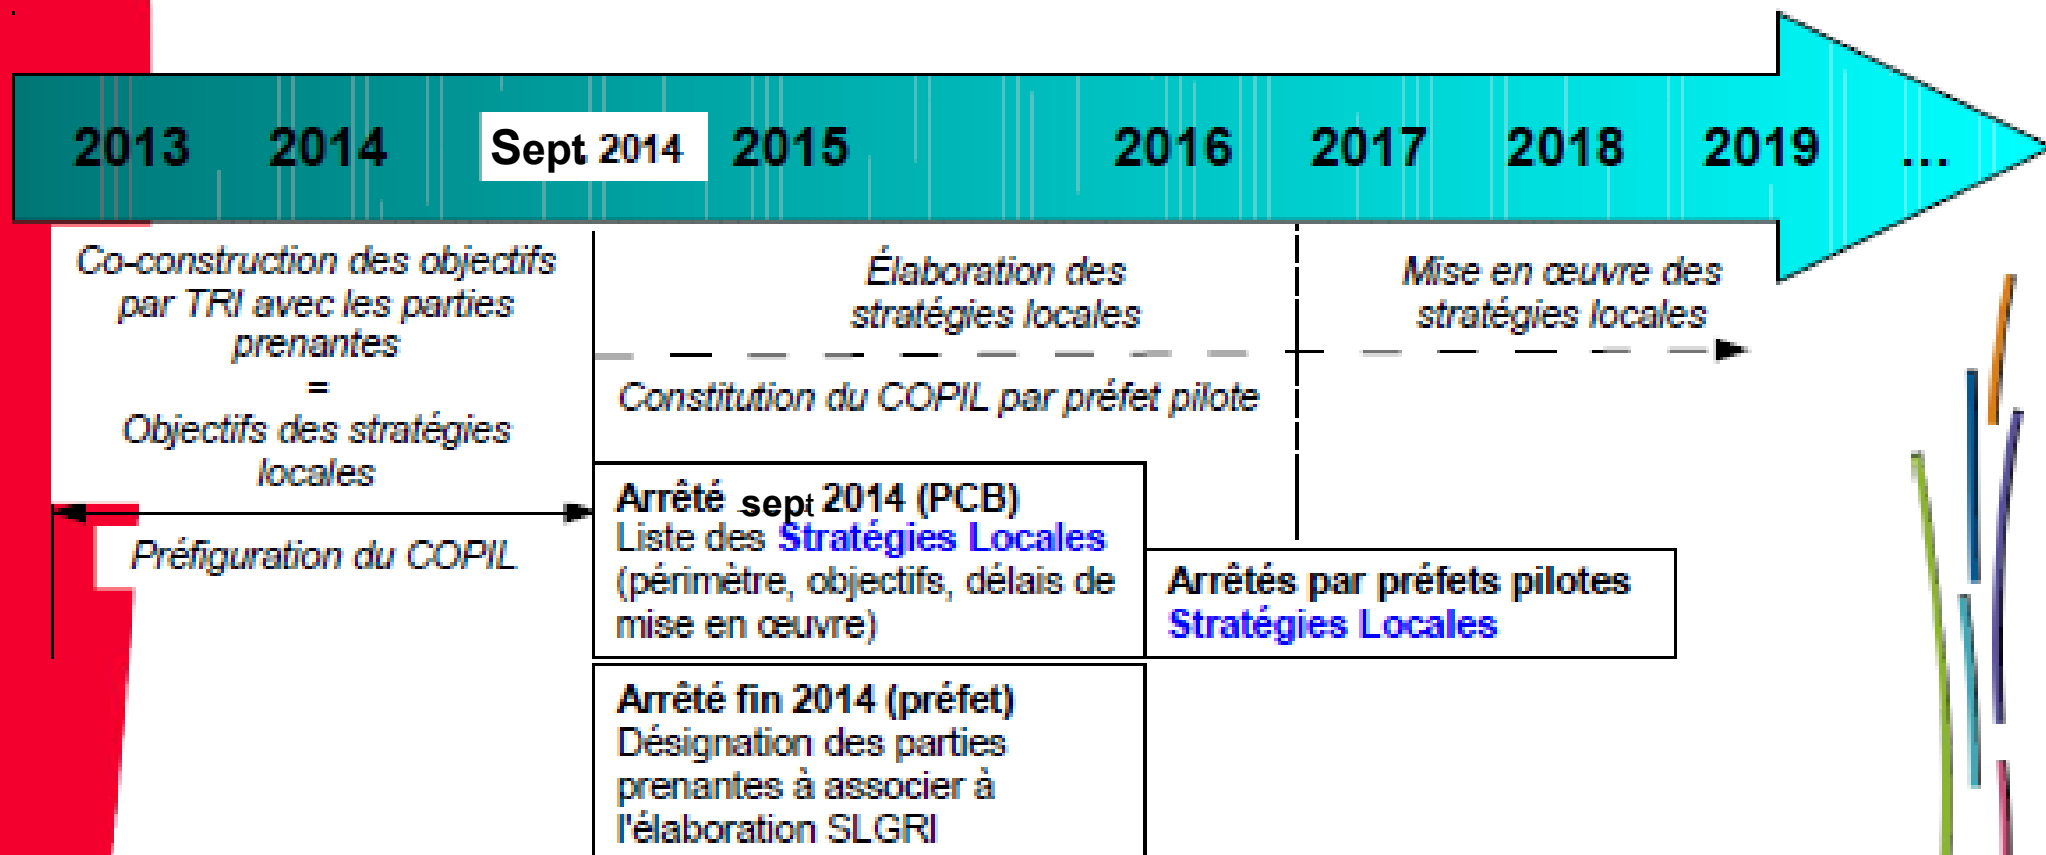 2013 2014 Sept 2014 2015 2016 2017 2018 2019 ...
Co-construction des objectifs
par TRI avec les parties
prenantes
=
Objectifs des stratégies
locales
Préfiguration du COPIL
Élaboration des
stratégies locales
Constitution du COPIL par préfet pilote
Mise en œuvre des
stratégies locales
Arrêté sept 2014 (PCB)
Liste des Stratégies Locales
(périmètre, objectifs, délais de
mise en œuvre)
Arrêtés par préfets pilotes
Stratégies Locales
Arrêté fin 2014 (préfet)
Désignation des parties
prenantes à associer à
l'élaboration SLGRI